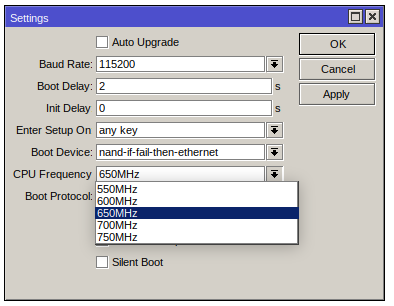 Settings
Auto Upgrade
OK
Baud Rate: 115200
Cancel
Boot Delay: 2 s
Apply
Init Delay 0 s
Enter Setup On any key
Boot Device: nand-if-fail-then-ethernet
CPU Frequency 650MHz
Boot Protocol:
550MHz
600MHz
650MHz
700MHz
750MHz
Silent Boot